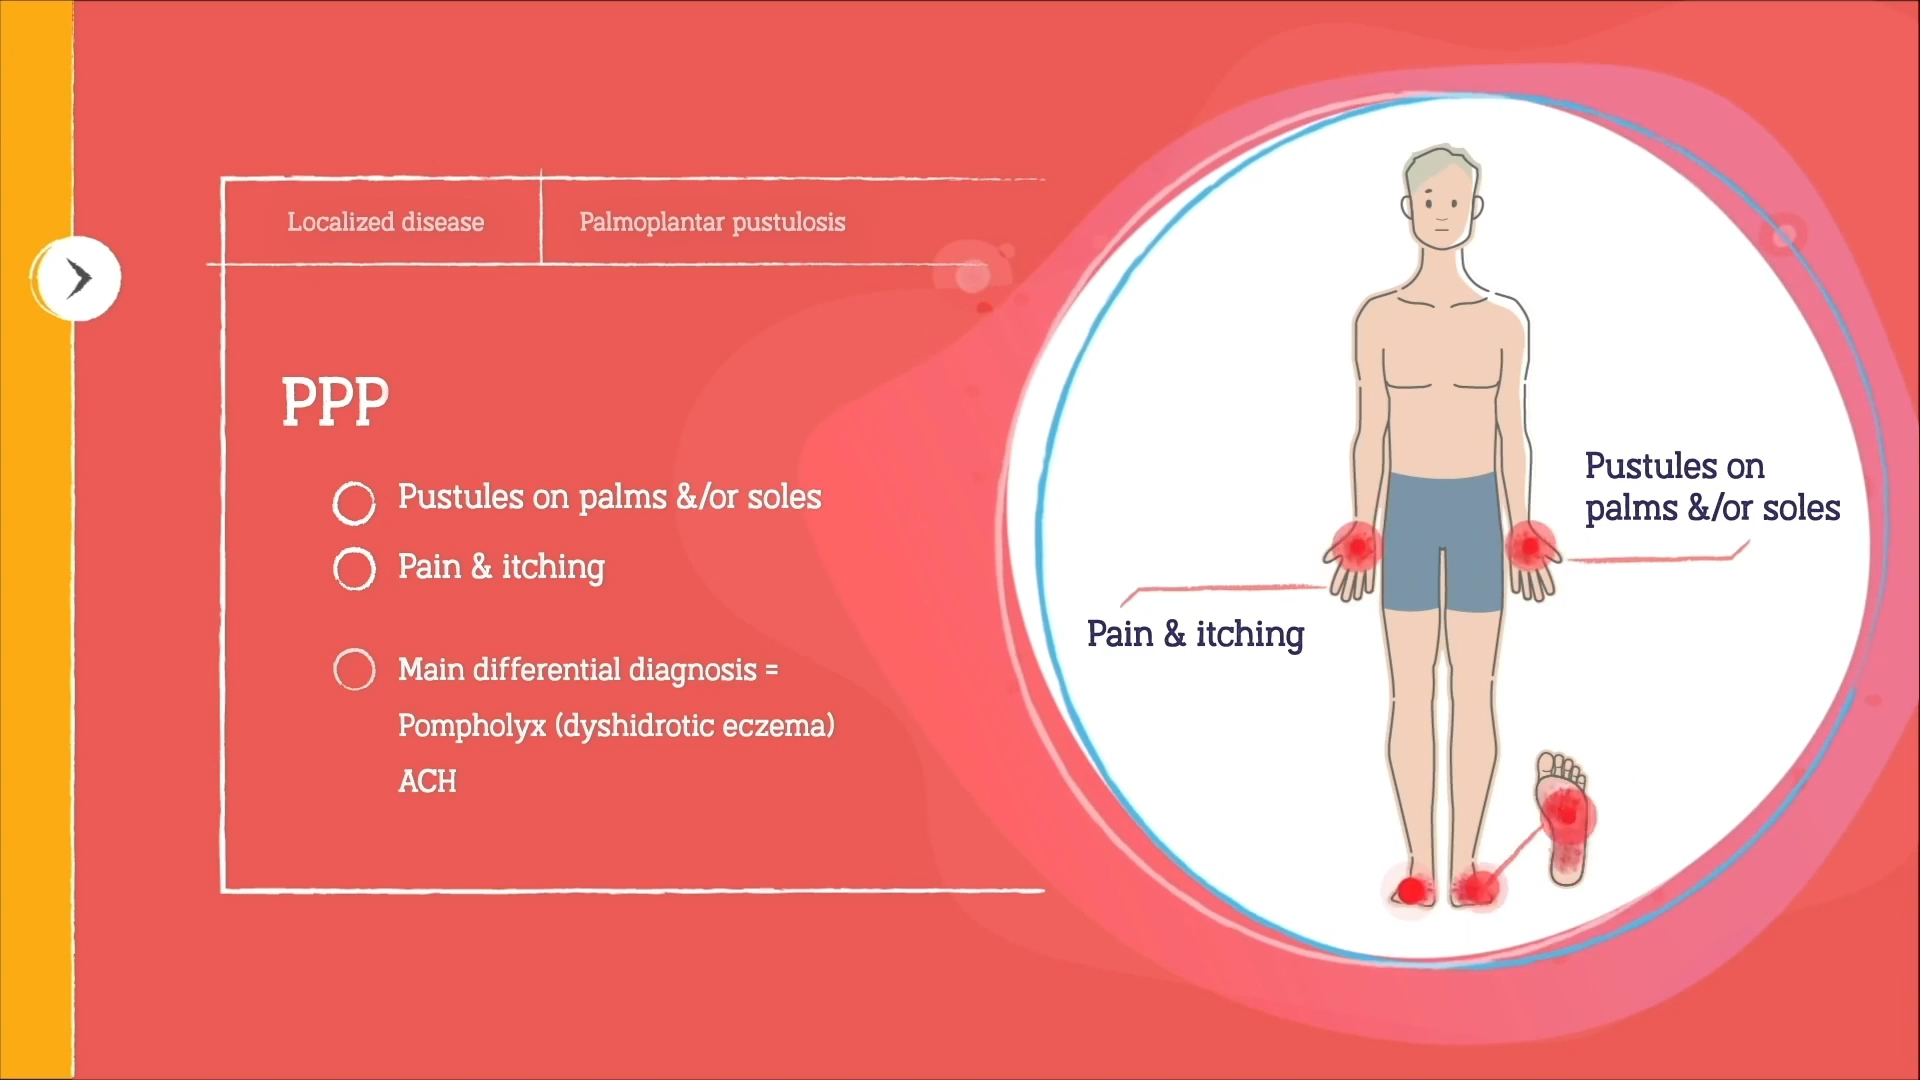 Localized disease
Palmoplantar pustulosis
PPP
Pustules on palms &/or soles
Pain & itching
Main differential diagnosis =
Pompholyx (dyshidrotic eczema)
ACH
Pustules on
palms &/or soles
Pain & itching